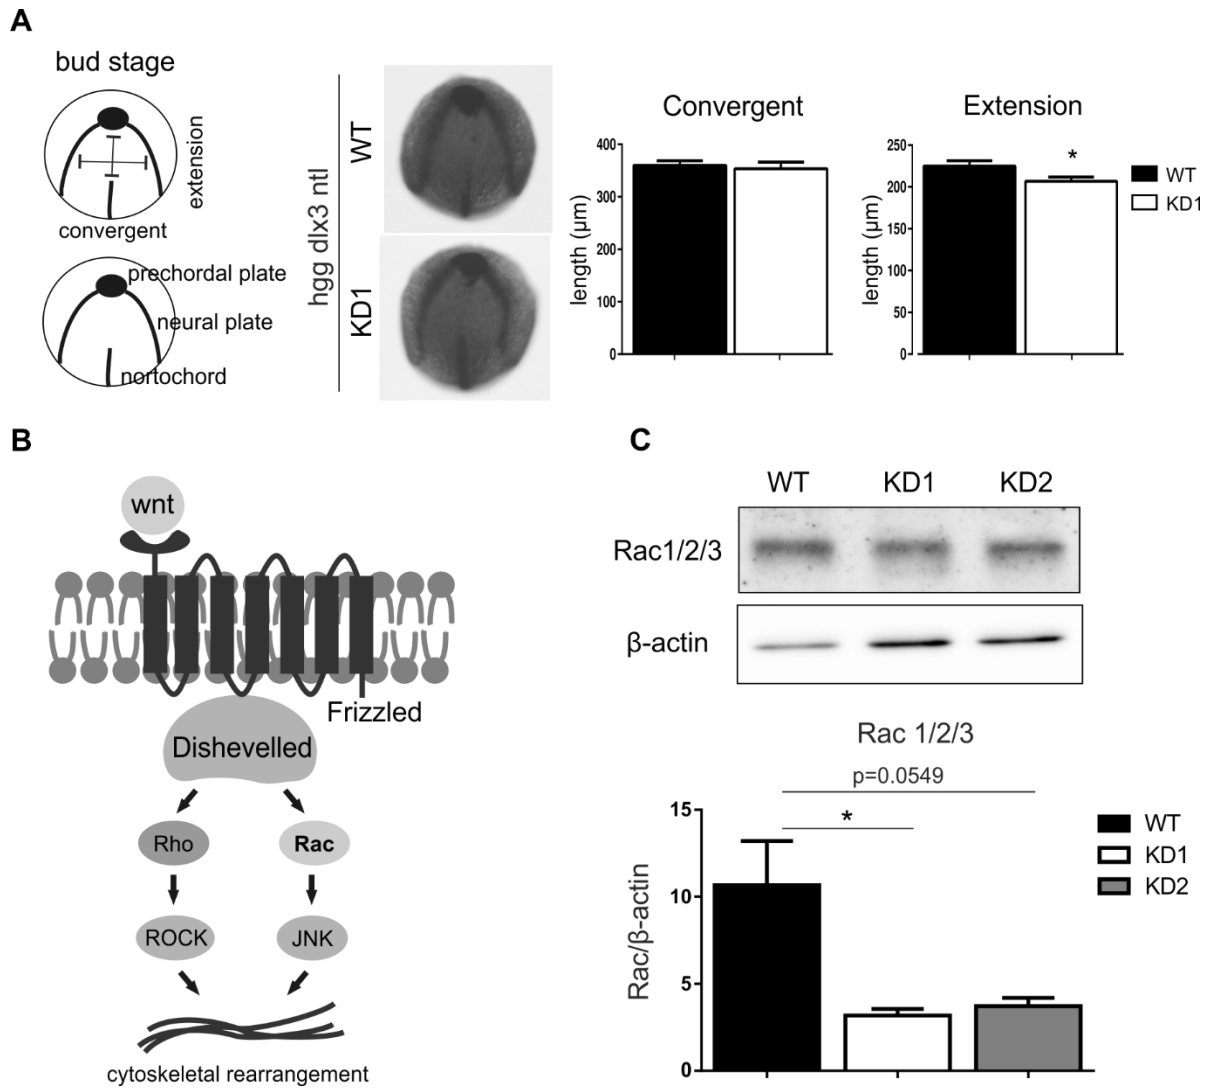 A
bud stage
extension
convergent
prechordal plate
neural plate
nortochord
hgg dlx3 ntl
WT
KD1
Convergent
length (µm)
400
300
200
100
0
Extension
length (µm)
250
200
150
100
50
0
*
WT
KD1
B
wnt
Frizzled
Dishevelled
Rho
Rac
ROCK
JNK
cytoskeletal rearrangement
C
WT KD1 KD2
Rac1/2/3
β-actin
Rac 1/2/3
p=0.0549
*
Rac/β-actin
15
10
5
0
WT
KD1
KD2